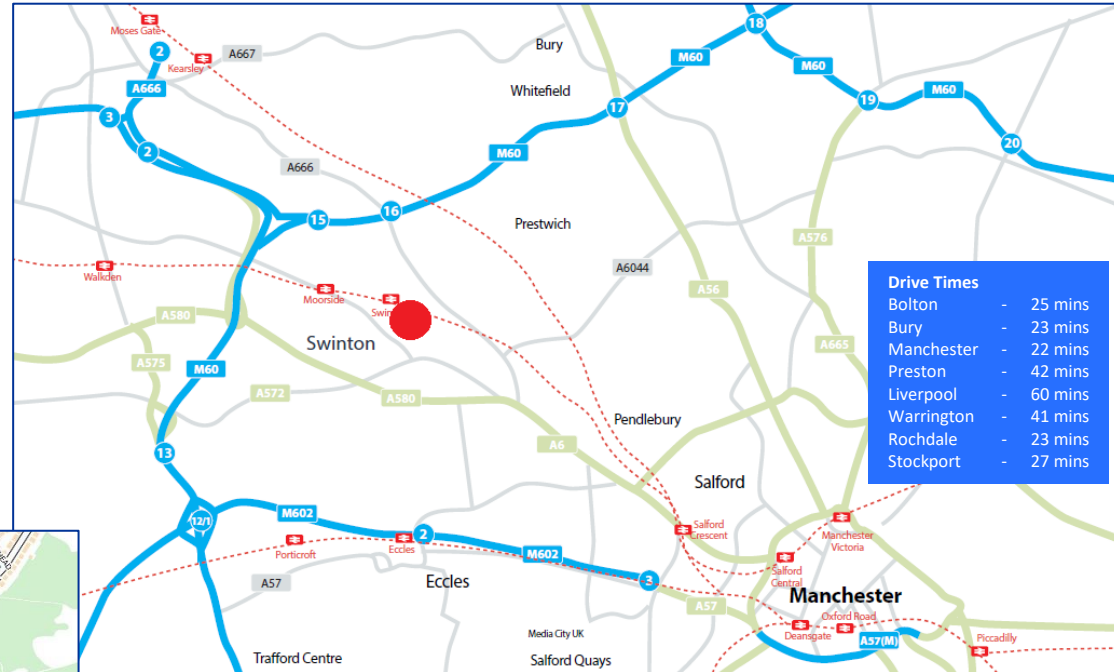 Moses Gate
2
A667
Kearsley
Bury
18
M60
M60
A666
Whitefield
17
19
M60
3
2
20
A666
M60
15
16
Prestwich
A576
A6044
Walkden
Moorside
A56
Swinton
A580
A575
A665
M60
A572
A580
Pendlebury
A6
13
Salford
12/1
M602
2
Porticroft
Eccles
M602
Salford
Crescent
Manchester
Victoria
A57
Eccles
3
Salford
Central
A57
Manchester
Oxford Road
Deansgate
A57(M)
Piccadilly
Media City UK
Trafford Centre
Salford Quays
Drive Times
Bolton - 25 mins
Bury - 23 mins
Manchester - 22 mins
Preston - 42 mins
Liverpool - 60 mins
Warrington - 41 mins
Rochdale - 23 mins
Stockport - 27 mins